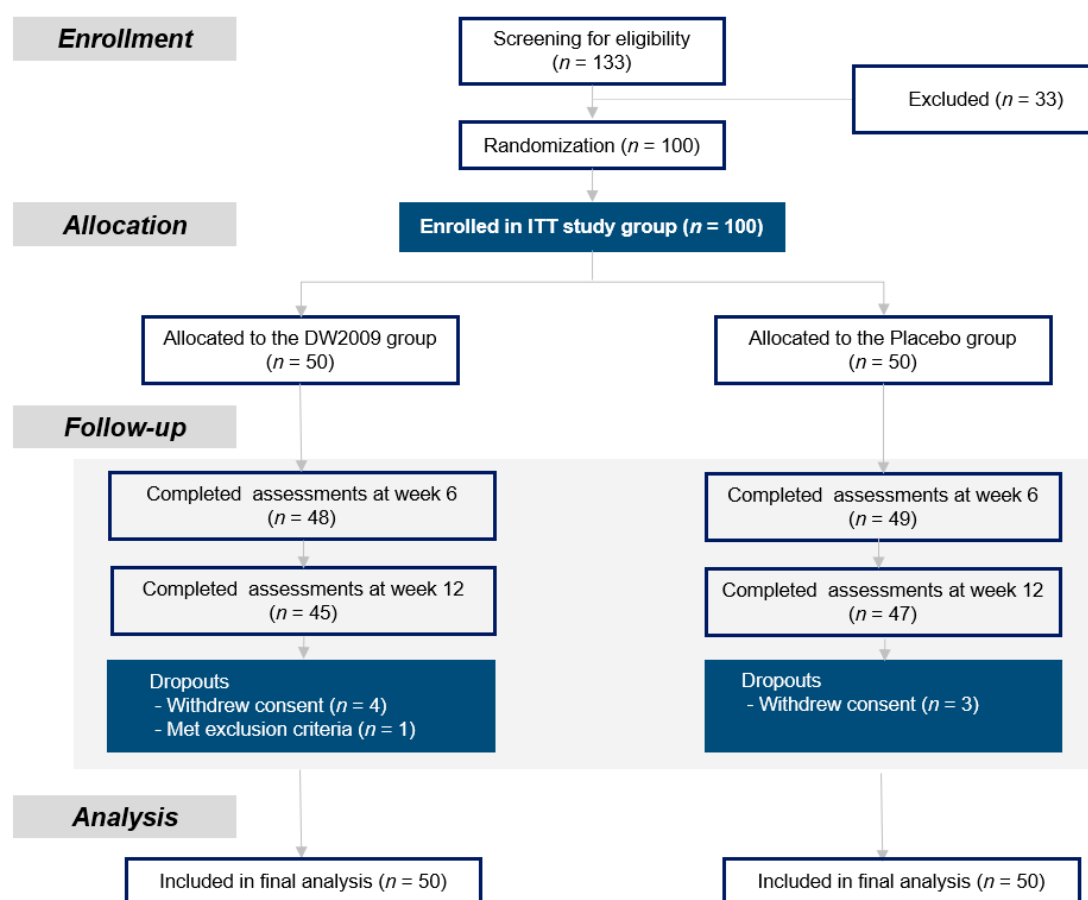 Enrollment
Screening for eligibility
(n = 133)
Excluded (n = 33)
Randomization (n = 100)
Allocation
Enrolled in ITT study group (n = 100)
Allocated to the DW2009 group
(n = 50)
Allocated to the Placebo group
(n = 50)
Follow-up
Completed assessments at week 6
(n = 48)
Completed assessments at week 6
(n = 49)
Completed assessments at week 12
(n = 45)
Completed assessments at week 12
(n = 47)
Dropouts
- Withdrew consent (n = 4)
- Met exclusion criteria (n = 1)
Dropouts
- Withdrew consent (n = 3)
Analysis
Included in final analysis (n = 50)
Included in final analysis (n = 50)